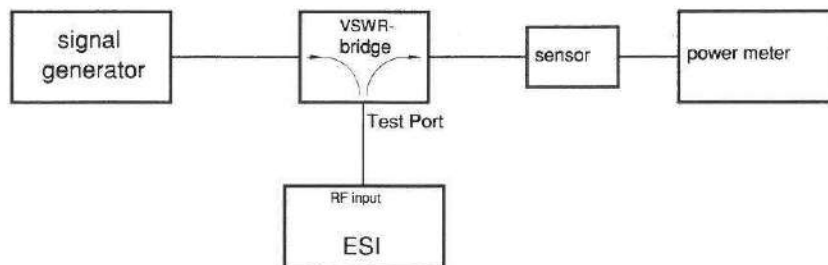 signal
generator
VSWR-
bridge
sensor
power meter
Test Port
RF input
ESI